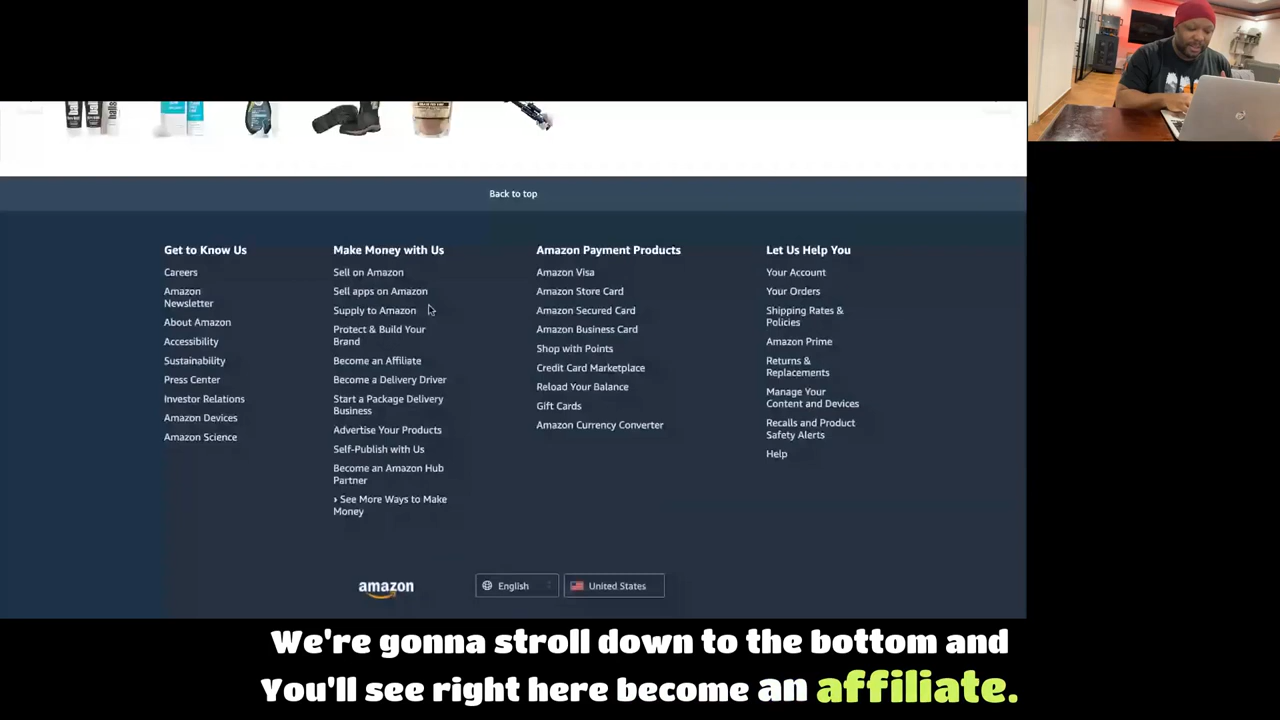 Back to top
Get to Know Us
Careers
Amazon
Newsletter
About Amazon
Accessibility
Sustainability
Press Center
Investor Relations
Amazon Devices
Amazon Science
Make Money with Us
Sell on Amazon
Sell apps on Amazon
Supply to Amazon
Protect & Build Your
Brand
Become an Affiliate
Become a Delivery Driver
Start a Package Delivery
Business
Advertise Your Products
Self-Publish with Us
Become an Amazon Hub
Partner
› See More Ways to Make
Money
Amazon Payment Products
Amazon Visa
Amazon Store Card
Amazon Secured Card
Amazon Business Card
Shop with Points
Credit Card Marketplace
Reload Your Balance
Gift Cards
Amazon Currency Converter
Let Us Help You
Your Account
Your Orders
Shipping Rates &
Policies
Amazon Prime
Returns &
Replacements
Manage Your
Content and Devices
Recalls and Product
Safety Alerts
Help
amazon
English
United States
We're gonna stroll down to the bottom and
You'll see right here become an affiliate.